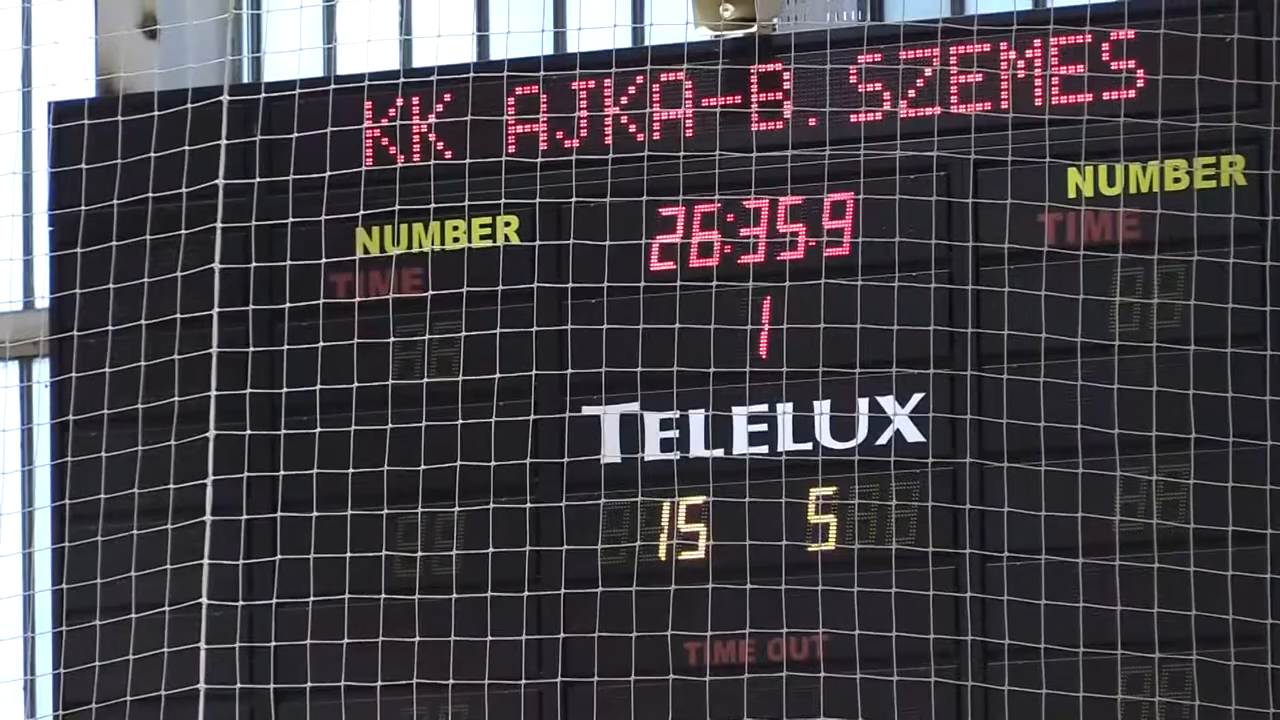 KK AJKA-B. SZEMES
NUMBER
TIME
26:35.9
NUMBER
TIME
1
TELELUX
15 5
TIME OUT